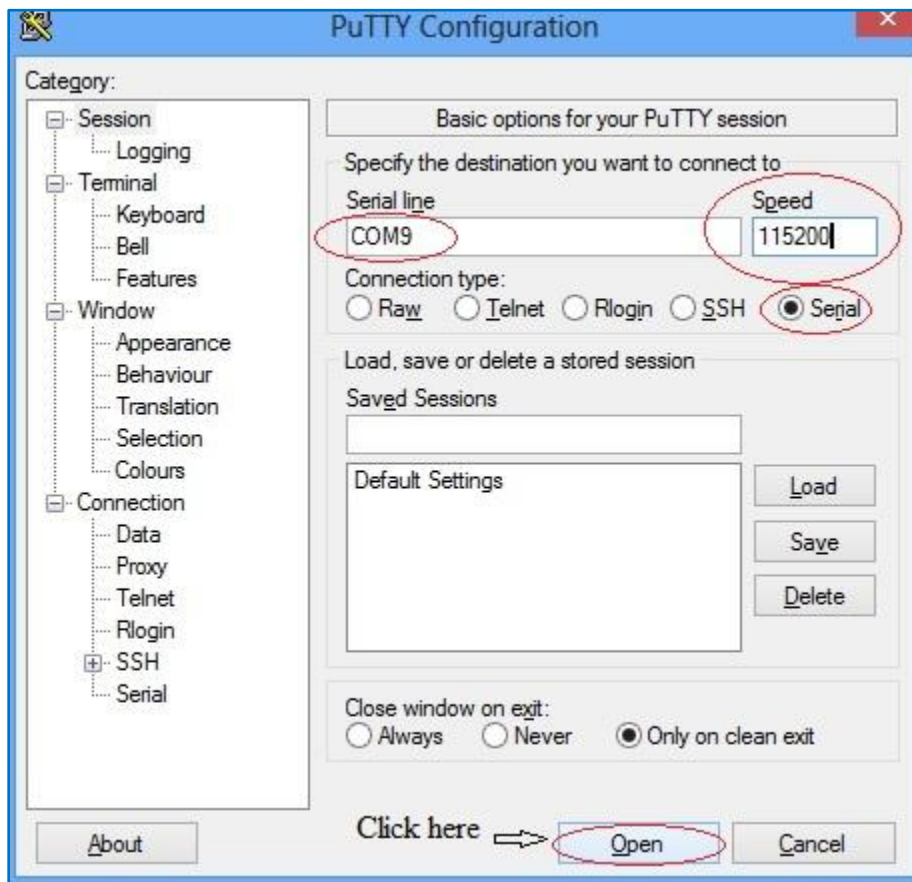 PuTTY Configuration
Category:
Session
Logging
Terminal
Keyboard
Bell
Features
Window
Appearance
Behaviour
Translation
Selection
Colours
Connection
Data
Proxy
Telnet
Rlogin
SSH
Serial
Basic options for your PuTTY session
Specify the destination you want to connect to
Serial line Speed
COM9 115200
Connection type:
Raw Telnet Rlogin SSH Serial
Load, save or delete a stored session
Saved Sessions
Default Settings
Load
Save
Delete
Close window on exit:
Always Never Only on clean exit
About Click here Open Cancel